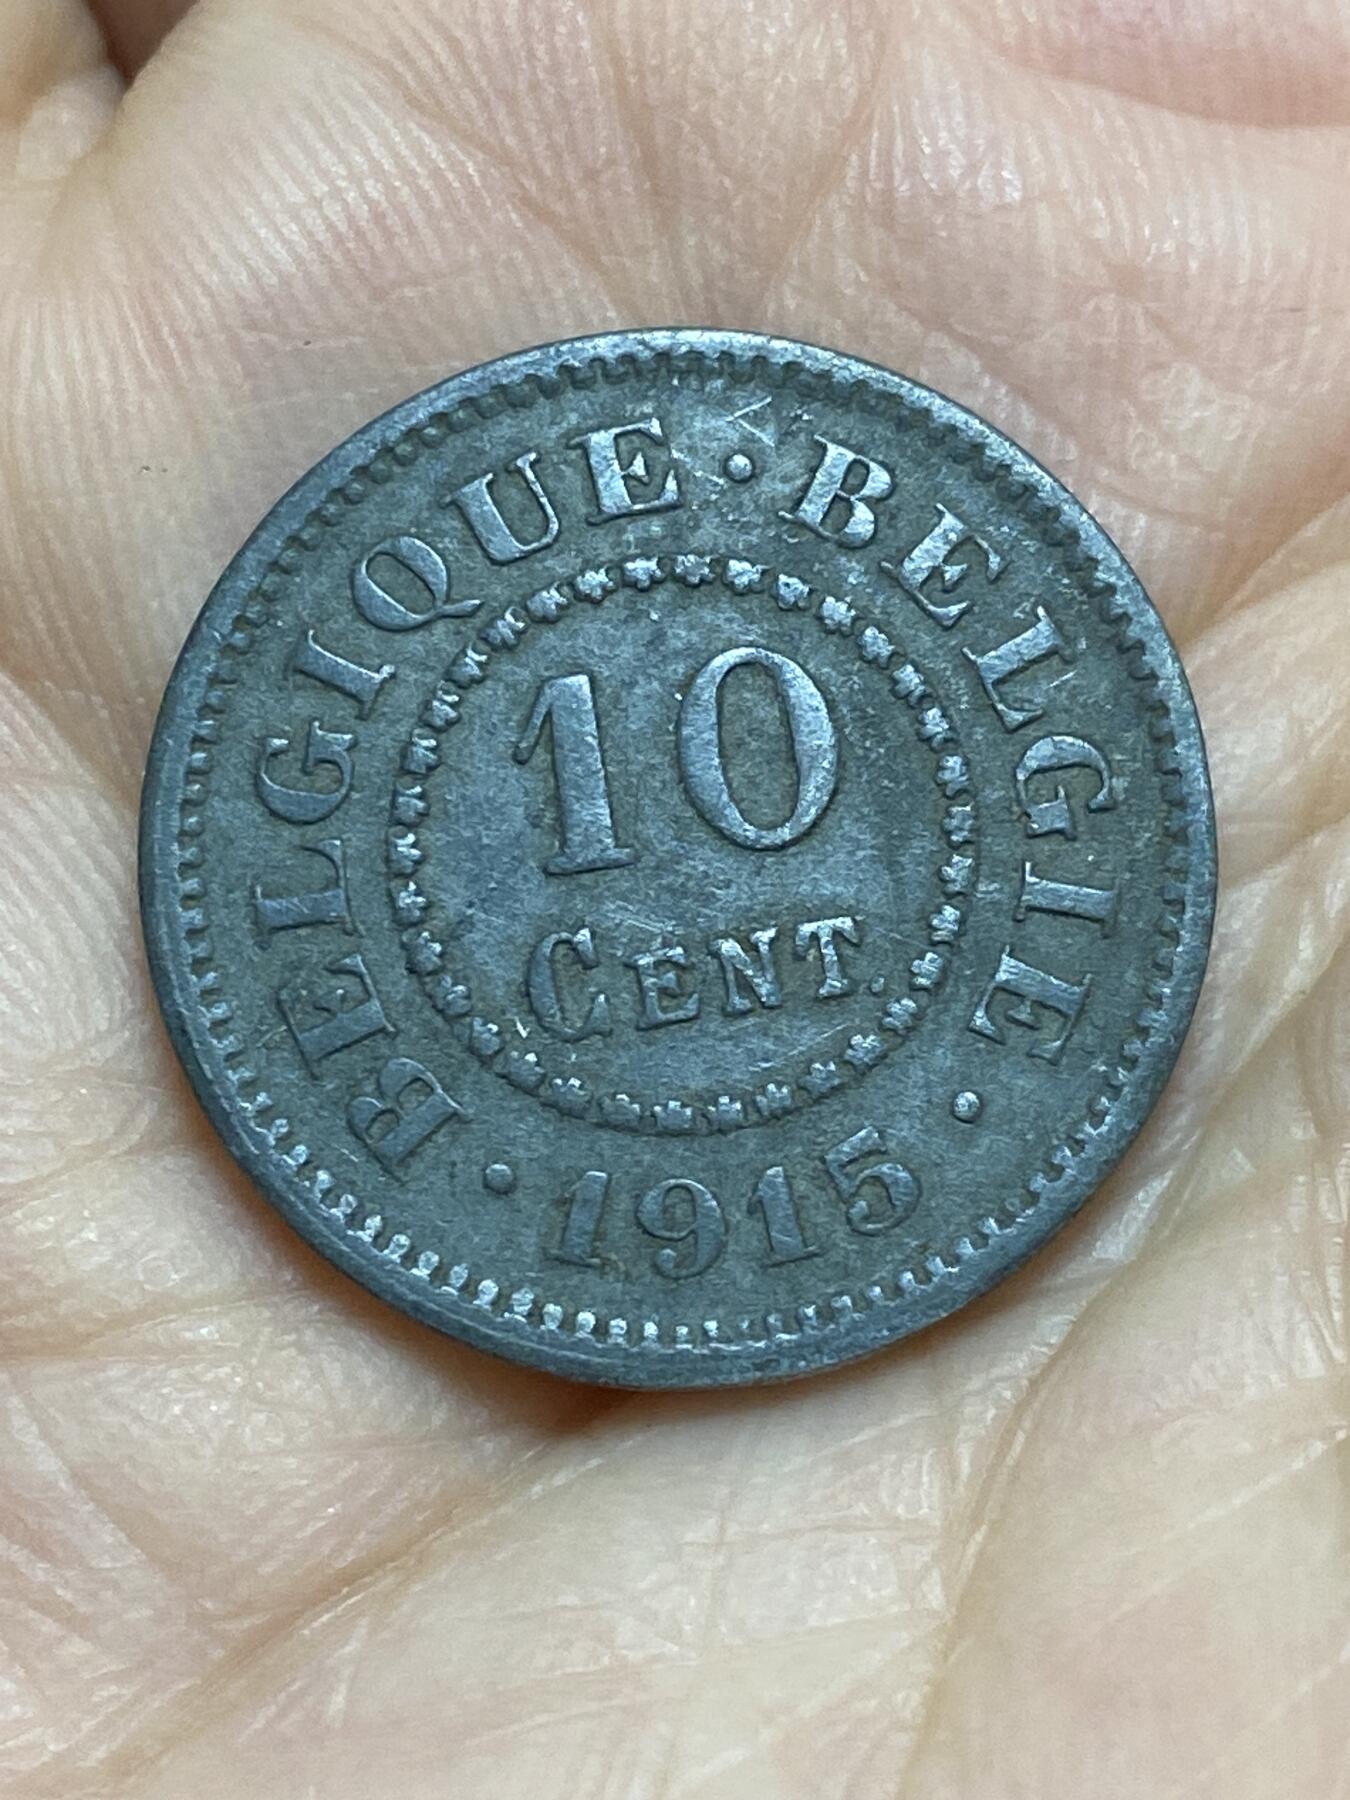 BELGIQUE · BELGIE ·
10
CENT.
· 1915